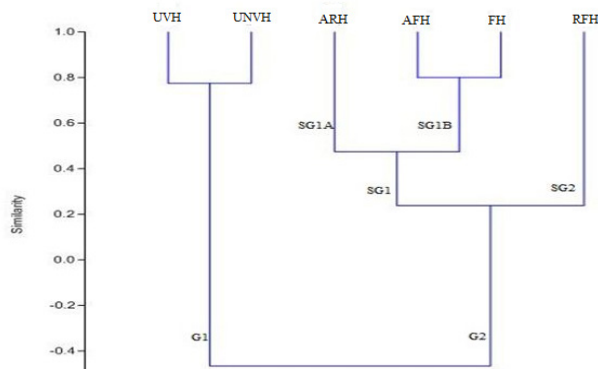 UVH UNVH ARH AFH FH RFH
1.0
0.8
SG1A SG1B
0.6
0.4
SG1 SG2
0.2
Similarity
0.0
-0.2
G1 G2
-0.4